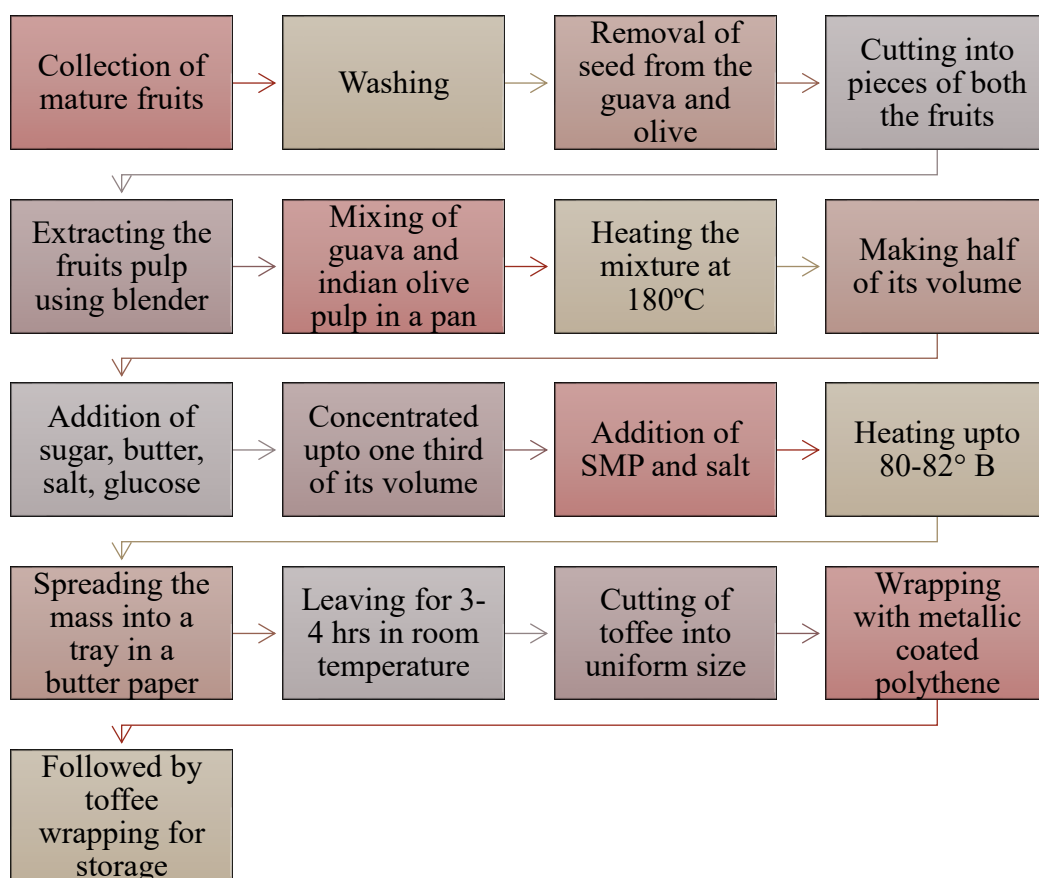 Collection of
mature fruits
Washing
Removal of
seed from the
guava and
olive
Cutting into
pieces of both
the fruits
Extracting the
fruits pulp
using blender
Mixing of
guava and
indian olive
pulp in a pan
Heating the
mixture at
180ºC
Making half
of its volume
Addition of
sugar, butter,
salt, glucose
Concentrated
upto one third
of its volume
Addition of
SMP and salt
Heating upto
80-82° B
Spreading the
mass into a
tray in a
butter paper
Leaving for 3-
4 hrs in room
temperature
Cutting of
toffee into
uniform size
Wrapping
with metallic
coated
polythene
Followed by
toffee
wrapping for
storage